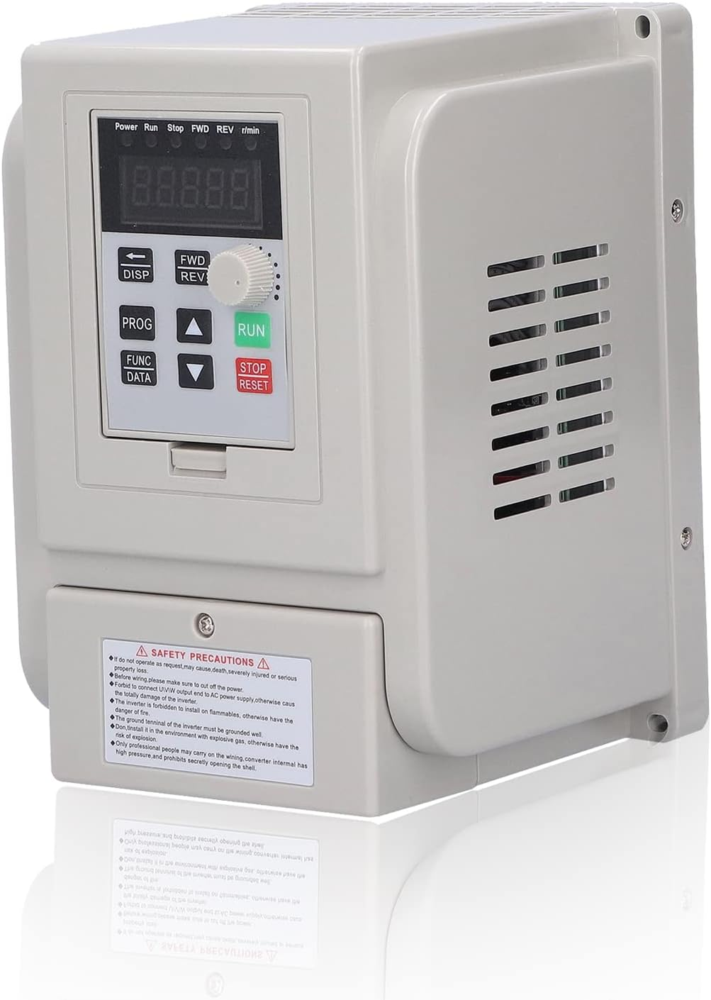 Power Run Stop FWD REV r/min
88888
DISP
FWD
REV
PROG
RUN
FUNC
DATA
STOP
RESET
SAFETY PRECAUTIONS
◆If do not operate as request,may cause,death,severely injured or serious
property loss.
◆Before wiring,please make sure to cut off the power.
◆Forbid to connect U\V\W output end to AC power supply,otherwise caus
the totally damage of the inverter.
◆The inverter is forbidden to install on flammables, otherwise have the
danger of fire.
◆The ground tenninal of the inverter must be grounded well.
◆Don,tinstall it in the environment with explosive gas, otherwise have the
risk of explosion.
◆Only professional people may carry on the wining,converter intermal has
high pressure,and prohibits secretly opening the shell.